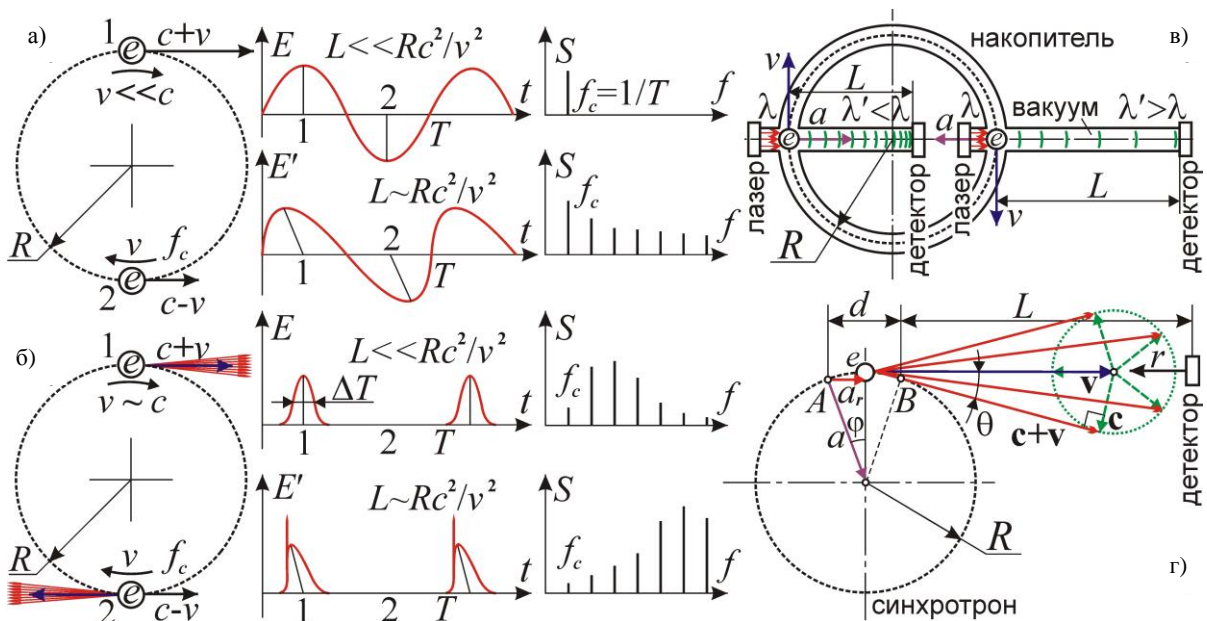 а)
1
e
c+v
v<<c
R
v
f_c
e
2
c-v
E
L<<Rc²/v²
2
t
1
T
E'
L~Rc²/v²
2
t
1
T
S
f_c=1/T
f
S
f_c
f
б)
1
e
c+v
v~c
R
v
f_c
e
2
c-v
E
L<<Rc²/v²
ΔT
t
1
2
T
E'
L~Rc²/v²
t
1
2
T
S
f_c
f
S
f_c
f
в)
накопитель
v
L
λ
a
λ'<λ
a
λ
вакуум
λ'>λ
e
e
лазер
R
детектор
лазер
v
L
детектор
г)
d
L
e
A
a_r
B
φ
a
v
r
θ
c
c+v
детектор
R
синхротрон